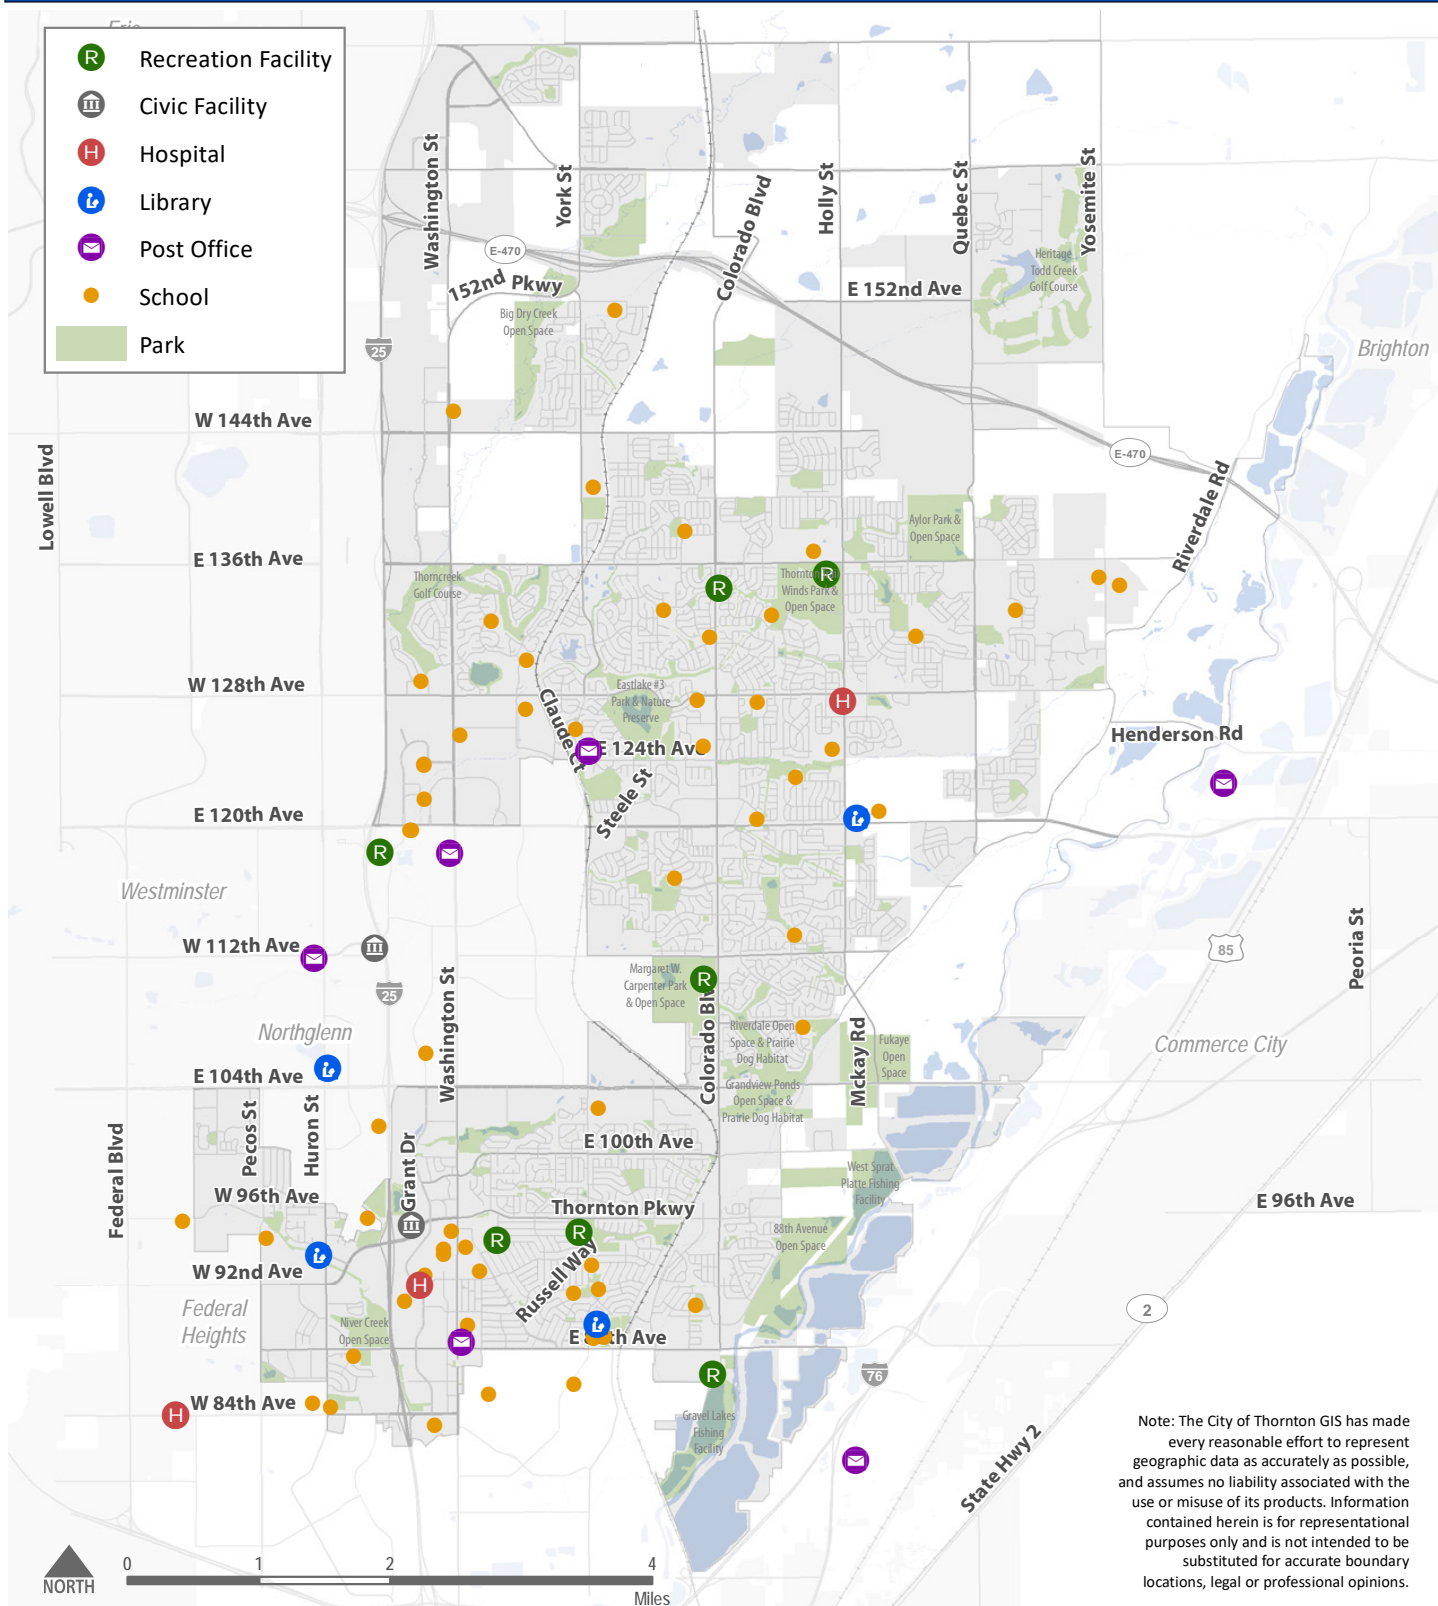 Erie
R Recreation Facility
Civic Facility
H Hospital
Library
Post Office
School
Park
Washington St
York St
Colorado Blvd
Holly St
Quebec St
Yosemite St
E-470
152nd Pkwy
E 152nd Ave
Heritage
Todd Creek
Golf Course
Big Dry Creek
Open Space
25
Brighton
W 144th Ave
Lowell Blvd
E-470
Riverdale Rd
Aylor Park &
Open Space
E 136th Ave
Thorncreek
Golf Course
R
R
Winds Park &
Open Space
W 128th Ave
Eastlake #3
Park & Nature
Preserve
H
Claude Ct
E 124th Ave
Henderson Rd
Steele St
E 120th Ave
R
Westminster
W 112th Ave
85
Peoria St
25
Washington St
Margaret W.
Carpenter Park
& Open Space
R
Colorado Blv
Northglenn
Riverdale Open
Space & Prairie
Dog Habitat
Mckay Rd
Fukaye
Open
Space
Commerce City
E 104th Ave
Grandview Ponds
Open Space &
Prairie Dog Habitat
Pecos St
Huron St
Federal Blvd
Grant Dr
E 100th Ave
West Sprat
Platte Fishing
Facility
W 96th Ave
Thornton Pkwy
E 96th Ave
R
R
88th Avenue
Open Space
W 92nd Ave
H
Russell Way
Federal
Heights
Niver Creek
Open Space
Ave
2
R
76
H
W 84th Ave
Gravel Lakes
Fishing
Facility
State Hwy 2
Note: The City of Thornton GIS has made
every reasonable effort to represent
geographic data as accurately as possible,
and assumes no liability associated with the
use or misuse of its products. Information
contained herein is for representational
purposes only and is not intended to be
substituted for accurate boundary
locations, legal or professional opinions.
NORTH
0 1 2 4
Miles